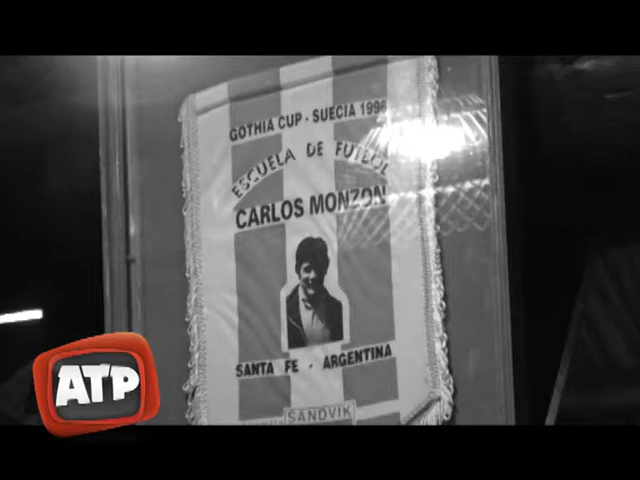 GOTHIA CUP - SUECIA 1996
ESCUELA DE FUTBOL
CARLOS MONZON
SANTA FE - ARGENTINA
SANDVIK
ATP